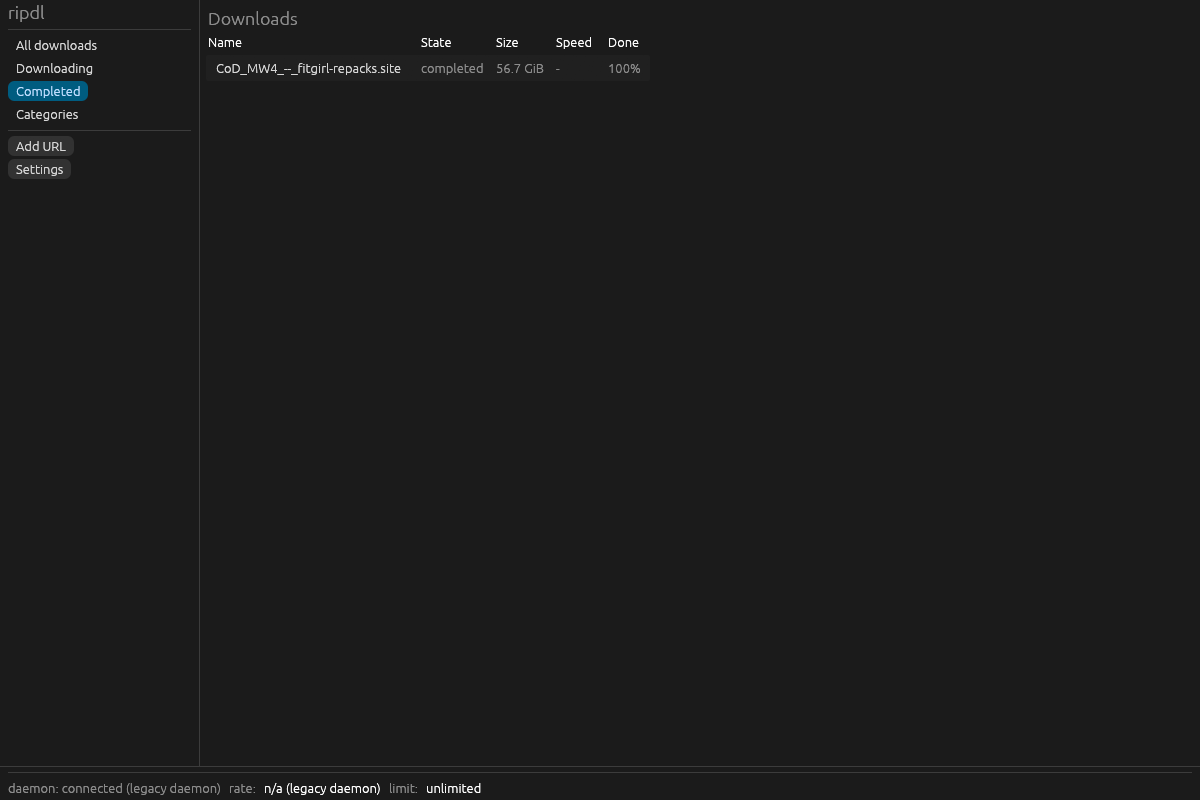 ripdl
All downloads
Downloading
Completed
Categories
Add URL
Settings
Downloads
Name State Size Speed Done
CoD_MW4_--_fitgirl-repacks.site completed 56.7 GiB - 100%
daemon: connected (legacy daemon) rate: n/a (legacy daemon) limit: unlimited